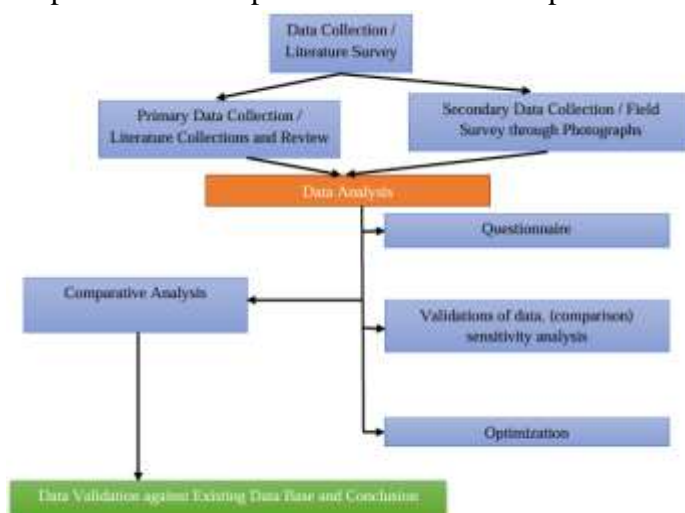 Data Collection /
Literature Survey
Primary Data Collection /
Literature Collections and Review
Secondary Data Collection / Field
Survey through Photographs
Data Analysis
Questionnaire
Comparative Analysis
Validations of data, (comparison)
sensitivity analysis
Optimization
Data Validation against Existing Data Base and Conclusion